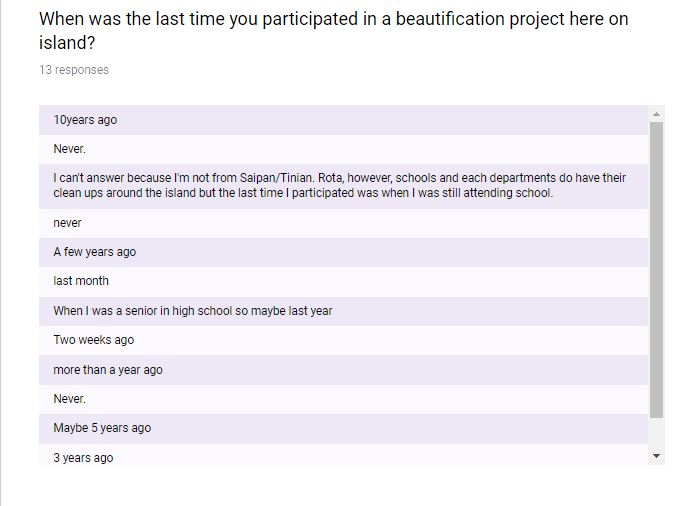 When was the last time you participated in a beautification project here on
island?
13 responses
10years ago
Never.
I can't answer because I'm not from Saipan/Tinian. Rota, however, schools and each departments do have their
clean ups around the island but the last time I participated was when I was still attending school.
never
A few years ago
last month
When I was a senior in high school so maybe last year
Two weeks ago
more than a year ago
Never.
Maybe 5 years ago
3 years ago